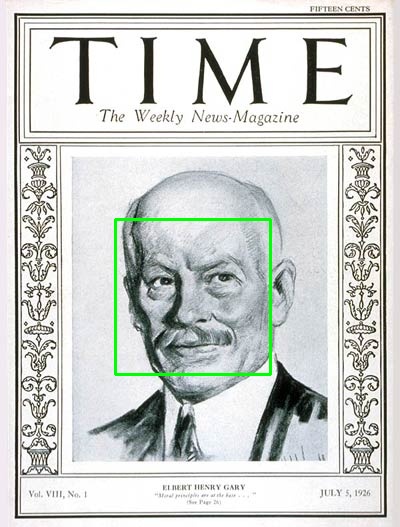 FIFTEEN CENTS
TIME
The Weekly News-Magazine
ELBERT HENRY GARY
"Moral principles are at the base . . ."
(See Page 26)
Vol. VIII, No. 1
JULY 5, 1926